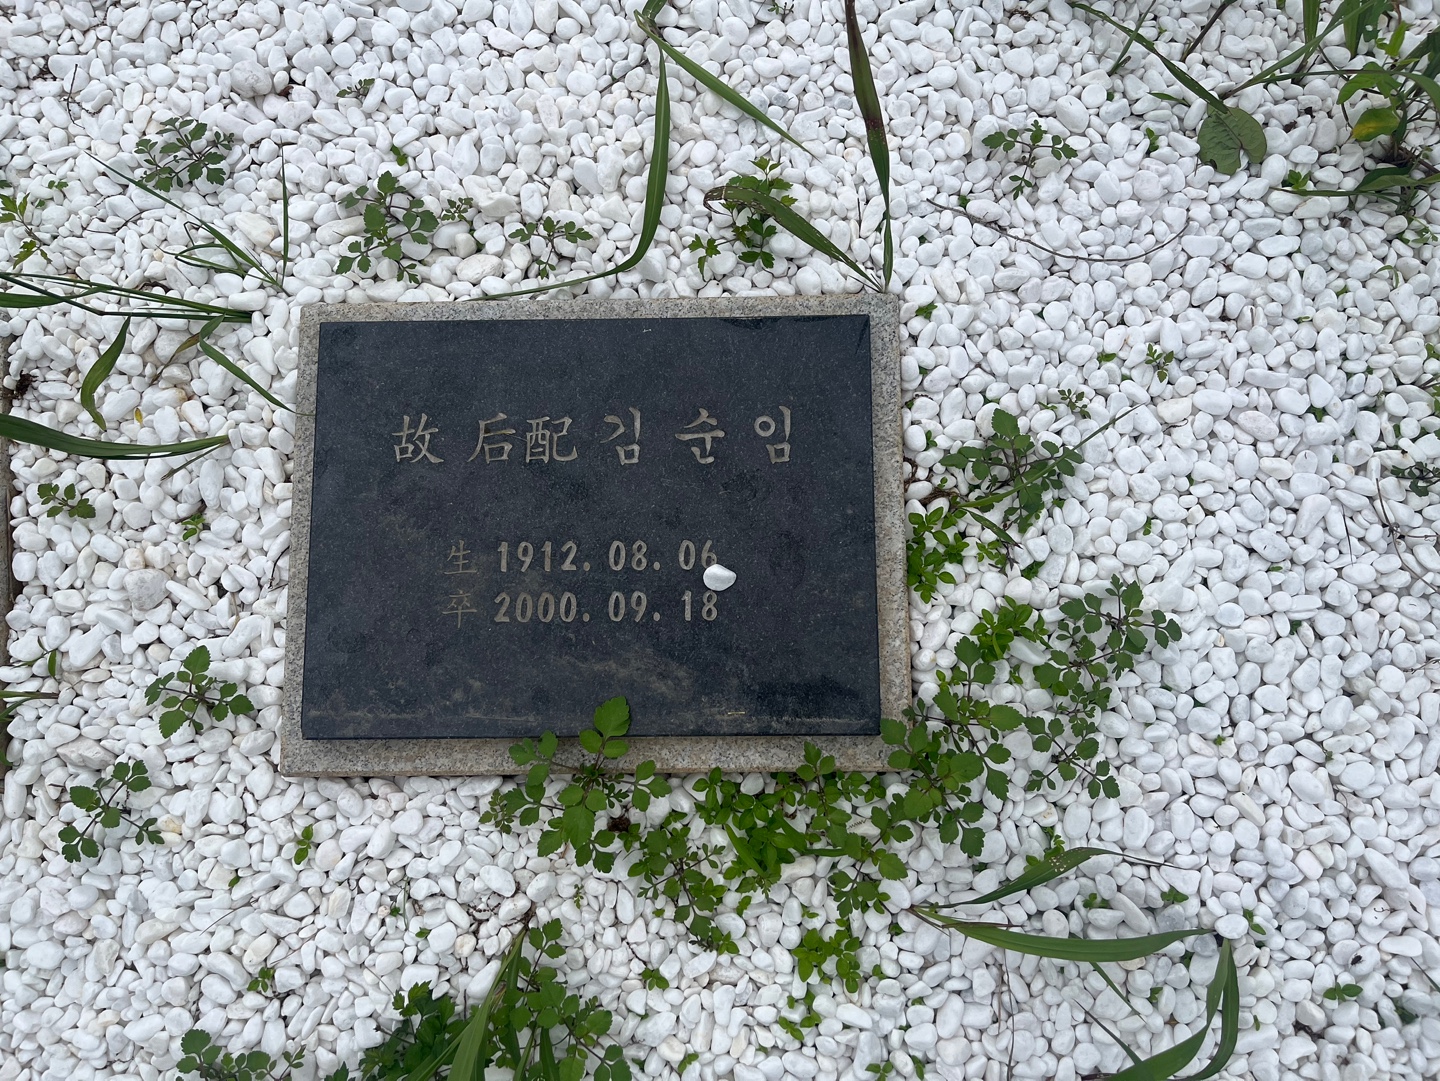 故 后配 김 순 임
生 1912. 08. 06
卒 2000. 09. 18